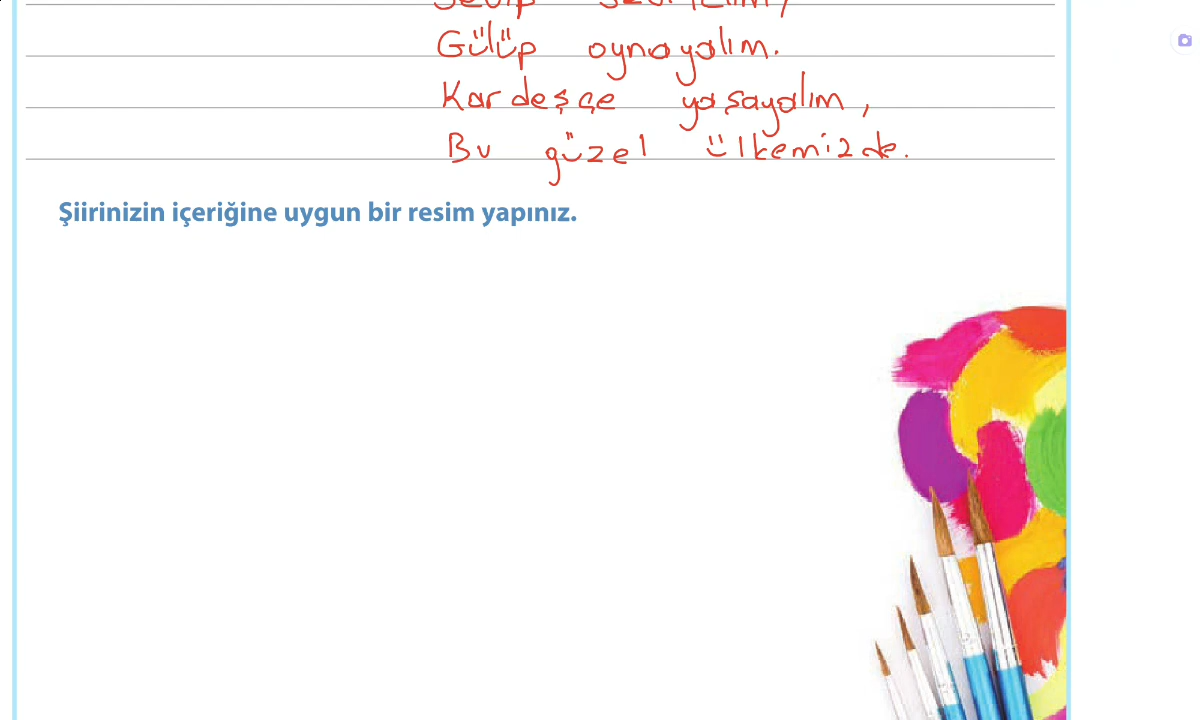 Gülüp oynayalım.
Kardeşçe yaşayalım,
Bu güzel ülkemizde.
Şiirinizin içeriğine uygun bir resim yapınız.